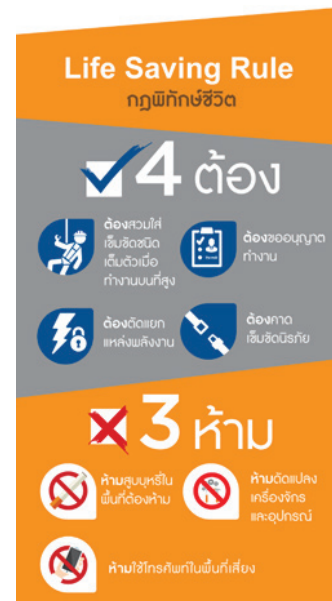 Life Saving Rule
กฎพิทักษ์ชีวิต
4 ต้อง
ต้องสวมใส่
เข็มขัดชนิด
เต็มตัวเมื่อ
ทำงานบนที่สูง
ต้องขออนุญาต
ทำงาน
ต้องตัดแยก
แหล่งพลังงาน
ต้องคาด
เข็มขัดนิรภัย
3 ห้าม
ห้ามสูบบุหรี่ใน
พื้นที่ต้องห้าม
ห้ามดัดแปลง
เครื่องจักร
และอุปกรณ์
ห้ามใช้โทรศัพท์ในพื้นที่เสี่ยง